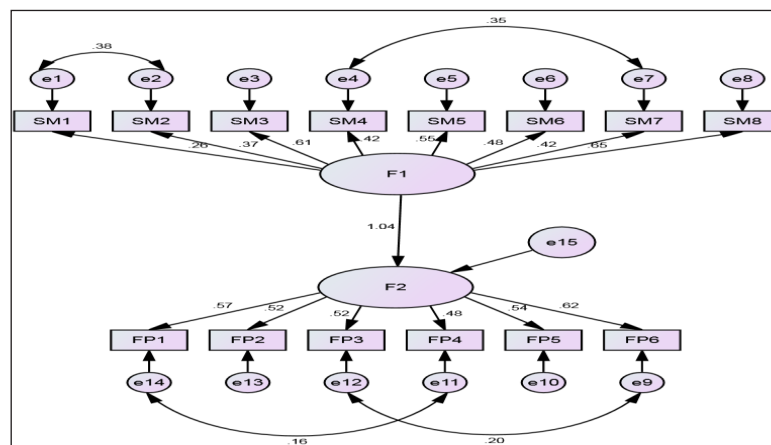 .38
.35
e1 e2 e3 e4 e5 e6 e7 e8
SM1 SM2 SM3 SM4 SM5 SM6 SM7 SM8
.26 .37 .61 .42 .55 .48 .42 .65
F1
1.04
e15
F2
.57 .52 .52 .48 .54 .62
FP1 FP2 FP3 FP4 FP5 FP6
e14 e13 e12 e11 e10 e9
.16 .20